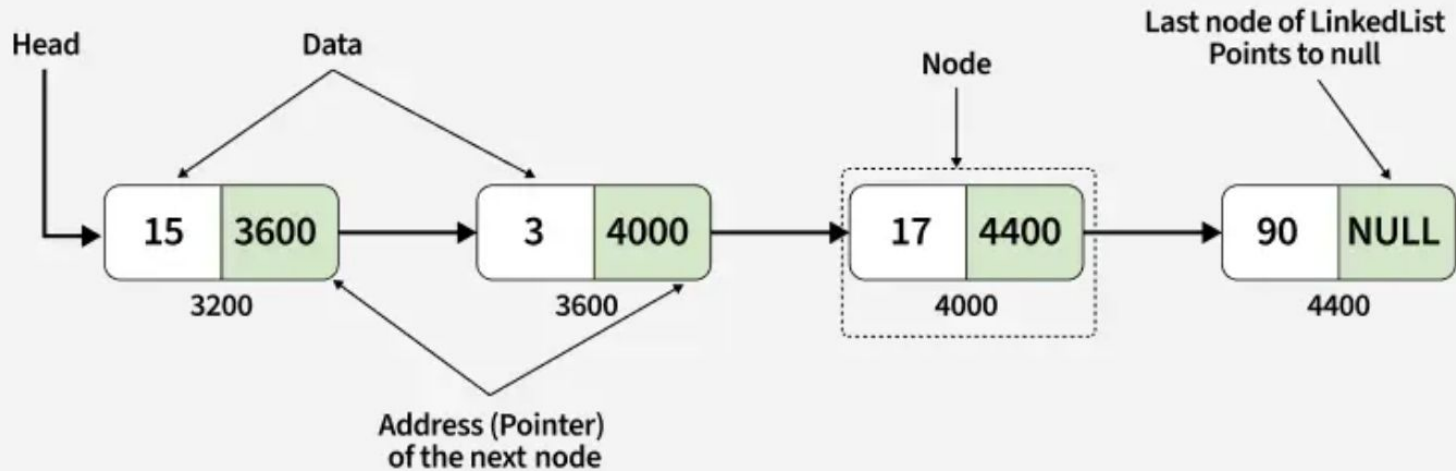 Head
Data
Node
Last node of LinkedList
Points to null
15 3600
3 4000
17 4400
90 NULL
3200
3600
4000
4400
Address (Pointer)
of the next node